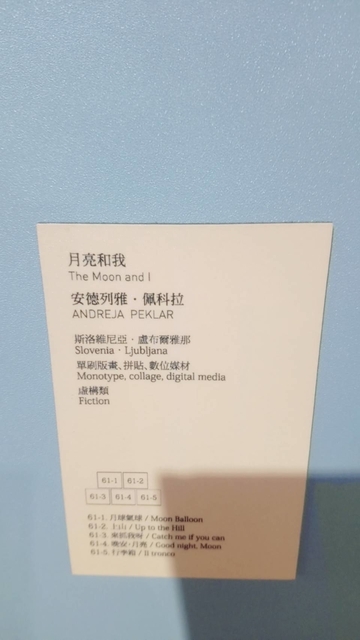 月亮和我
The Moon and I
安德列雅・佩科拉
ANDREJA PEKLAR
斯洛維尼亞・盧布爾雅那
Slovenia・Ljubljana
單刷版畫、拼貼、數位媒材
Monotype, collage, digital media
虛構類
Fiction
61-1 61-2
61-3 61-4 61-5
61-1. 月球氣球 / Moon Balloon
61-2. 上山 / Up to the Hill
61-3. 來抓我呀 / Catch me if you can
61-4. 晚安，月亮 / Good night, Moon
61-5. 行李箱 / Il tronco